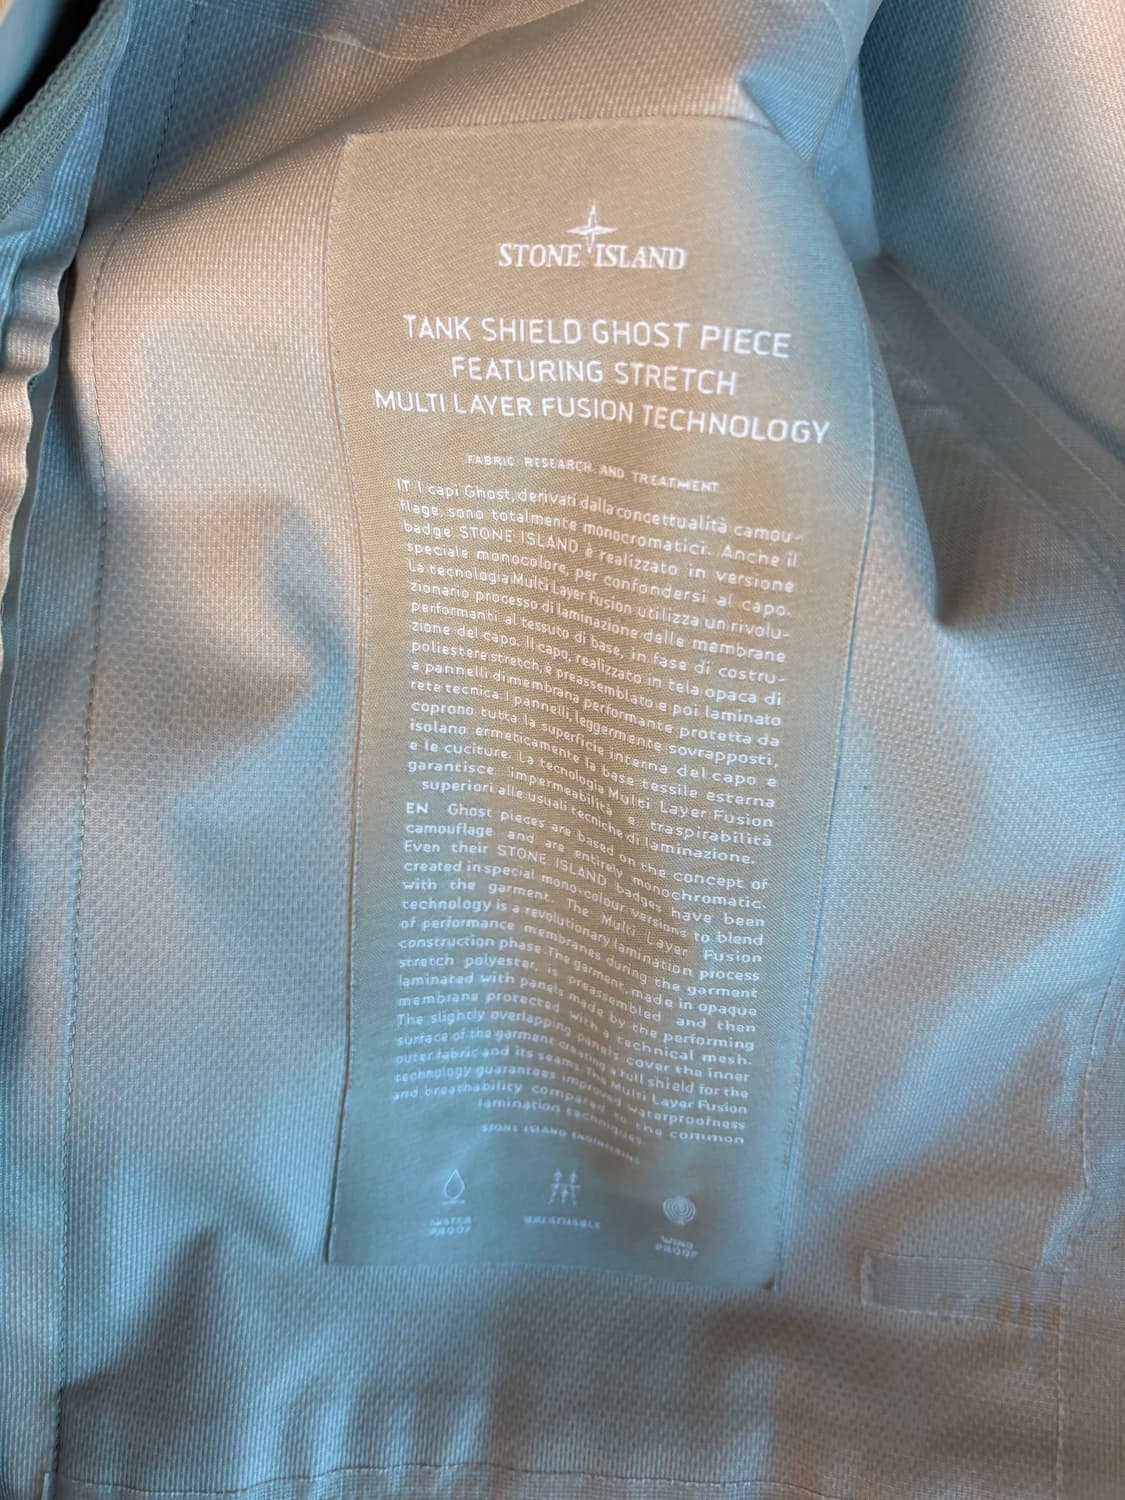 STONE ISLAND
TANK SHIELD GHOST PIECE
FEATURING STRETCH
MULTI LAYER FUSION TECHNOLOGY
FABRIC RESEARCH AND TREATMENT
IT I capi Ghost, derivati dalla concettualità camou-
flage, sono totalmente monocromatici. Anche il
badge STONE ISLAND è realizzato in versione
speciale monocolore, per confondersi al capo.
La tecnologia Multi Layer Fusion utilizza un rivolu-
zionario processo di laminazione delle membrane
performanti al tessuto di base, in fase di costru-
zione del capo. Il capo, realizzato in tela opaca di
poliestere stretch, è preassemblato e poi laminato
a pannelli di membrana performante protetta da
rete tecnica. I pannelli, leggermente sovrapposti,
coprono tutta la superficie interna del capo e
isolano ermeticamente la base tessile esterna
e le cuciture. La tecnologia Multi Layer Fusion
garantisce impermeabilità e traspirabilità
superiori alle usuali tecniche di laminazione.
EN Ghost pieces are based on the concept of
camouflage and are entirely monochromatic.
Even their STONE ISLAND badges have been
created in special mono-colour versions to blend
with the garment. The Multi Layer Fusion
technology is a revolutionary lamination process
of performance membranes during the garment
construction phase. The garment, made in opaque
stretch polyester, is preassembled and then
laminated with panels made by the performing
membrane protected with a technical mesh.
The slightly overlapping panels cover the inner
surface of the garment creating a full shield for the
outer fabric and its seams. The Multi Layer Fusion
technology guarantees improved waterproofness
and breathability compared to the common
lamination techniques.
STONE ISLAND ENGINEERING
WATER
PROOF
BREATHABLE
WIND
PROOF